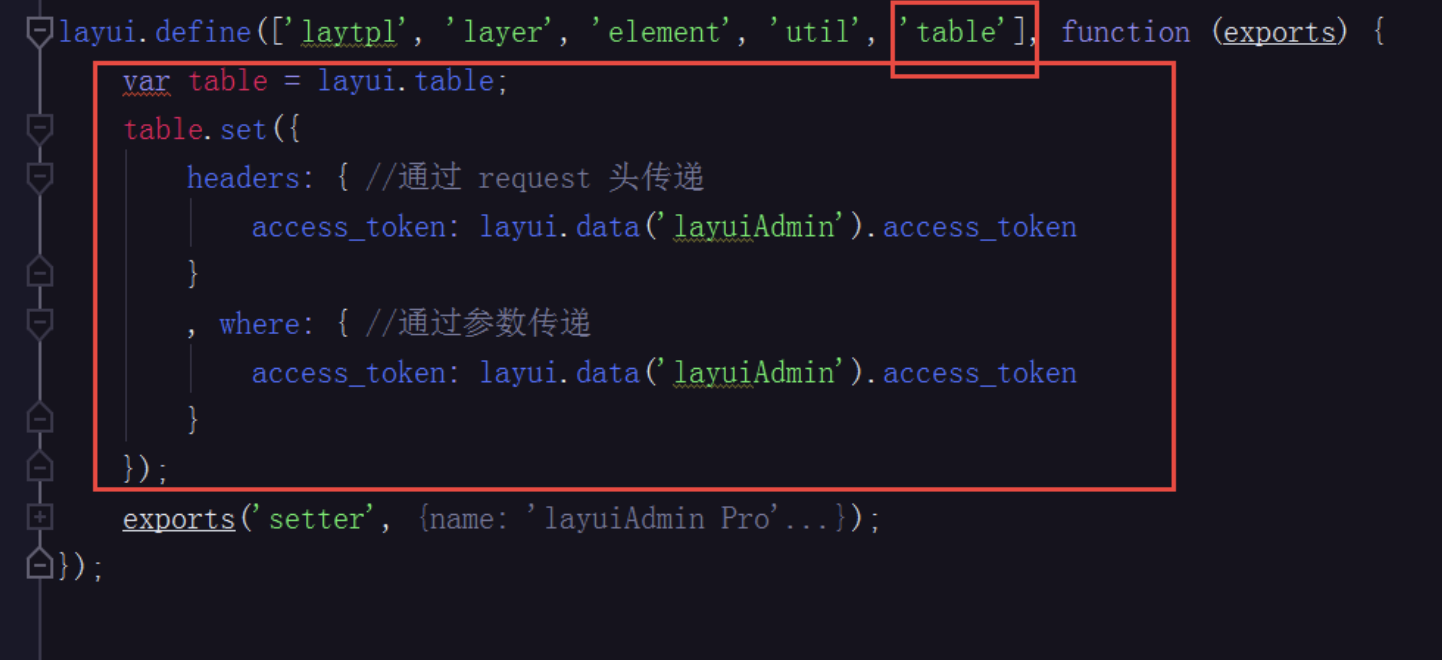 layui.define(['laytpl', 'layer', 'element', 'util', 'table'], function (exports) {
var table = layui.table;
table.set({
headers: { //通过 request 头传递
access_token: layui.data('layuiAdmin').access_token
}
, where: { //通过参数传递
access_token: layui.data('layuiAdmin').access_token
}
});
exports('setter', {name: 'layuiAdmin Pro'...});
});